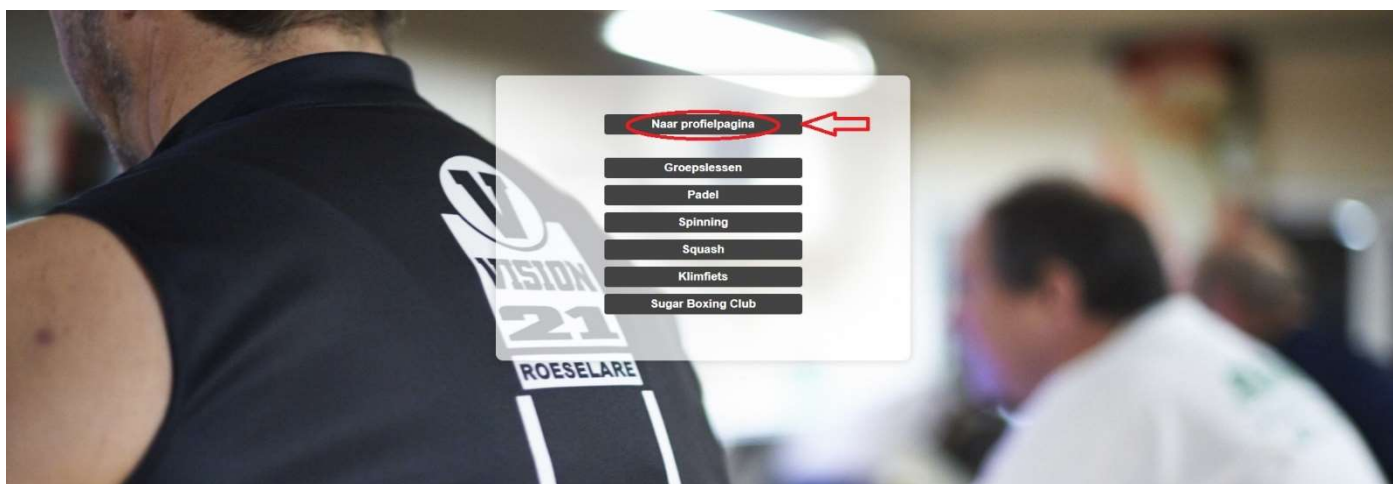 Naar profielpagina
Groepslessen
Padel
Spinning
Squash
Klimfiets
Sugar Boxing Club
V
VISION
21
ROESELARE